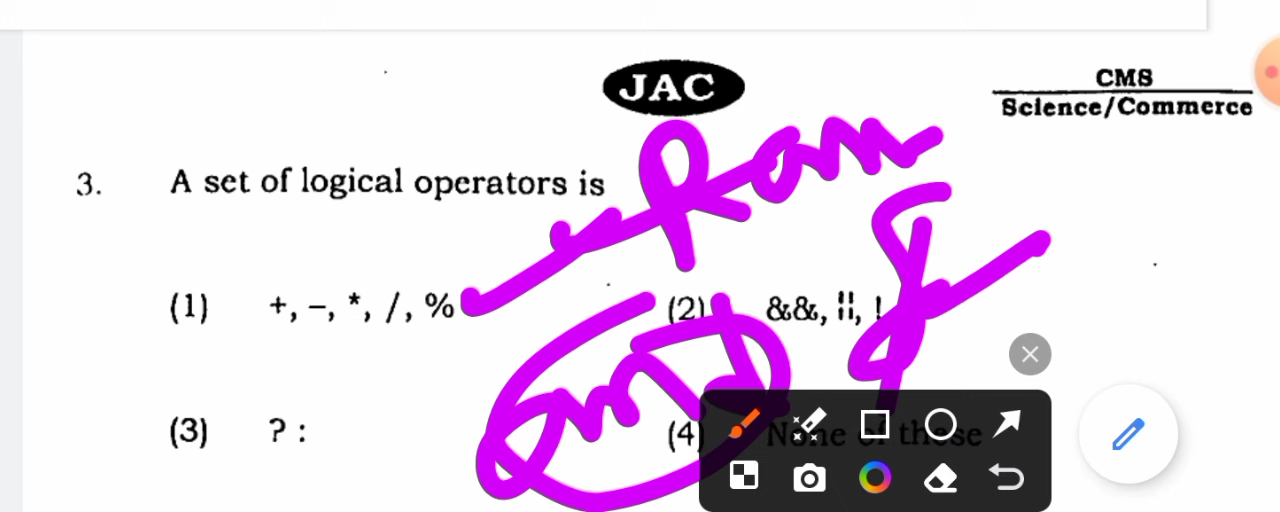 JAC
CMS
Science/Commerce
3. A set of logical operators is
(1) +, –, *, /, % (2) &&, ||, !
(3) ? : (4) None of these